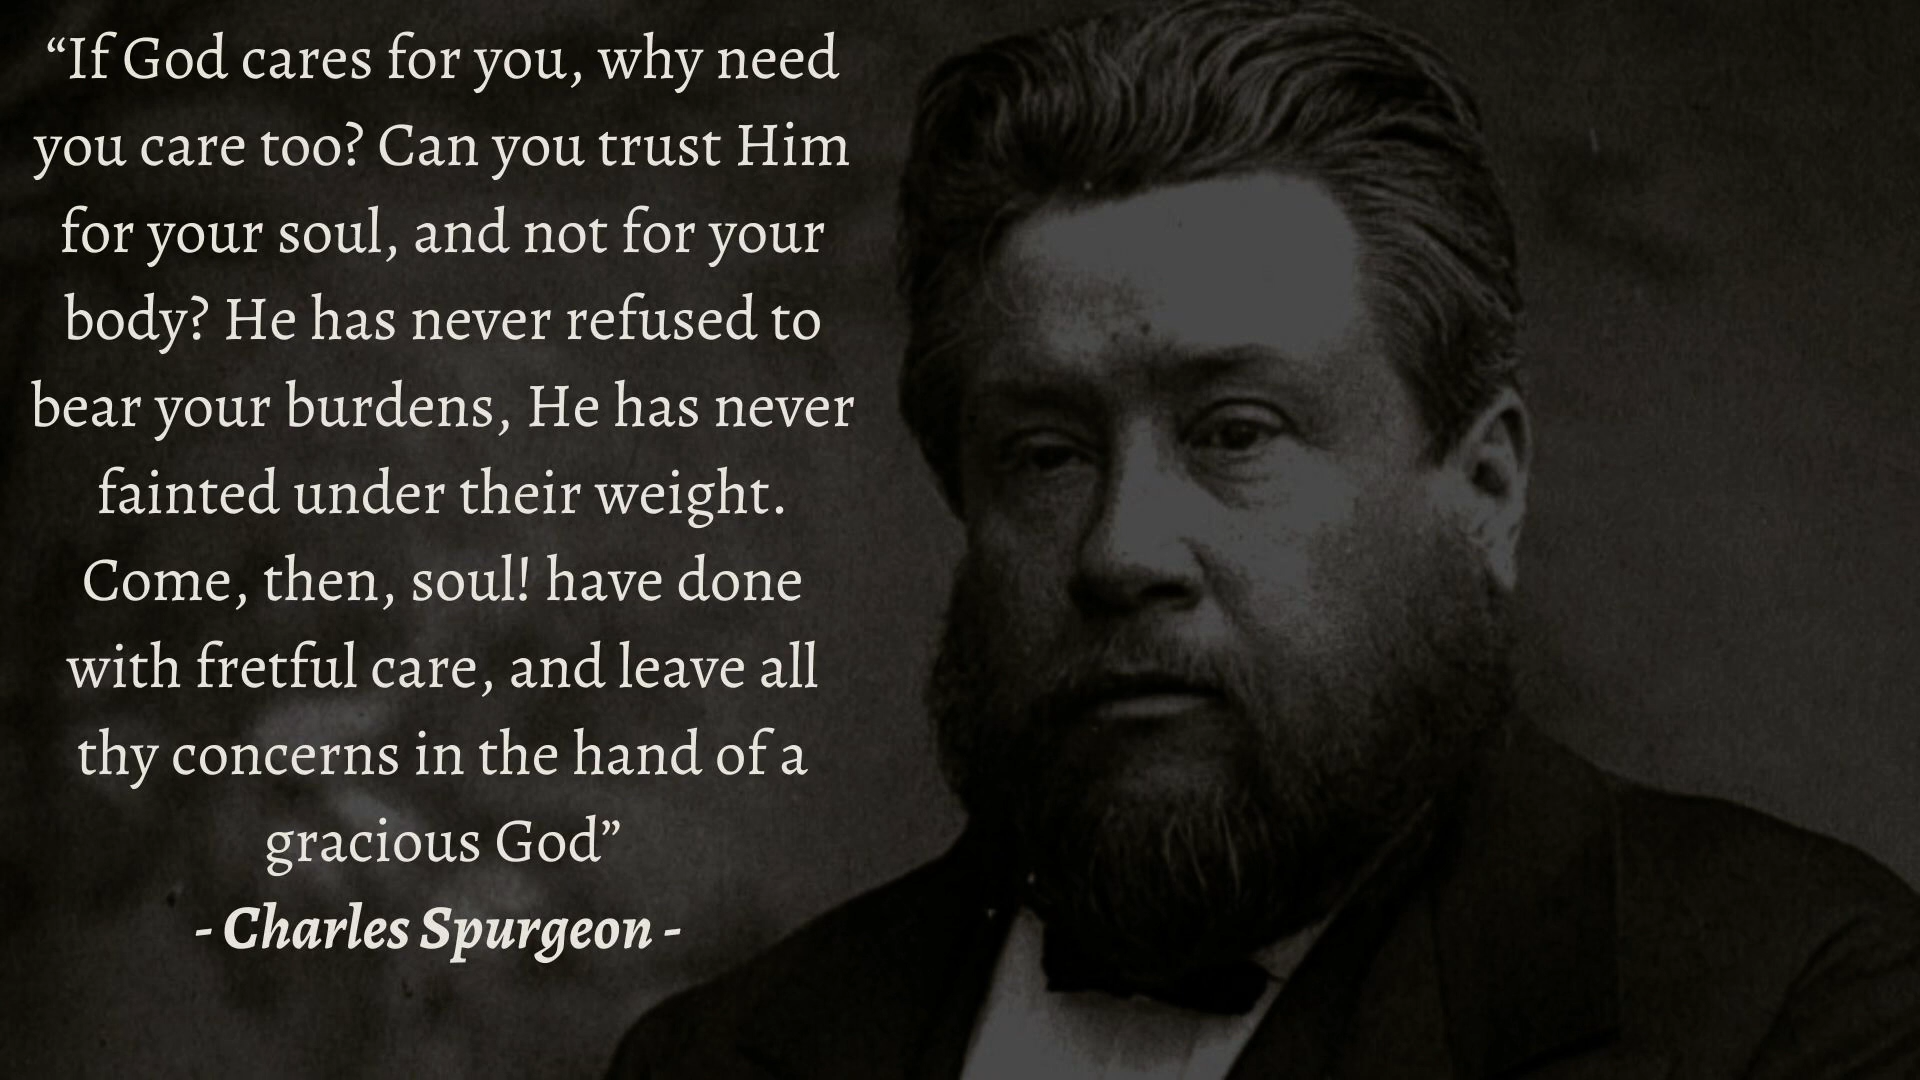 “If God cares for you, why need
you care too? Can you trust Him
for your soul, and not for your
body? He has never refused to
bear your burdens, He has never
fainted under their weight.
Come, then, soul! have done
with fretful care, and leave all
thy concerns in the hand of a
gracious God”
- Charles Spurgeon -